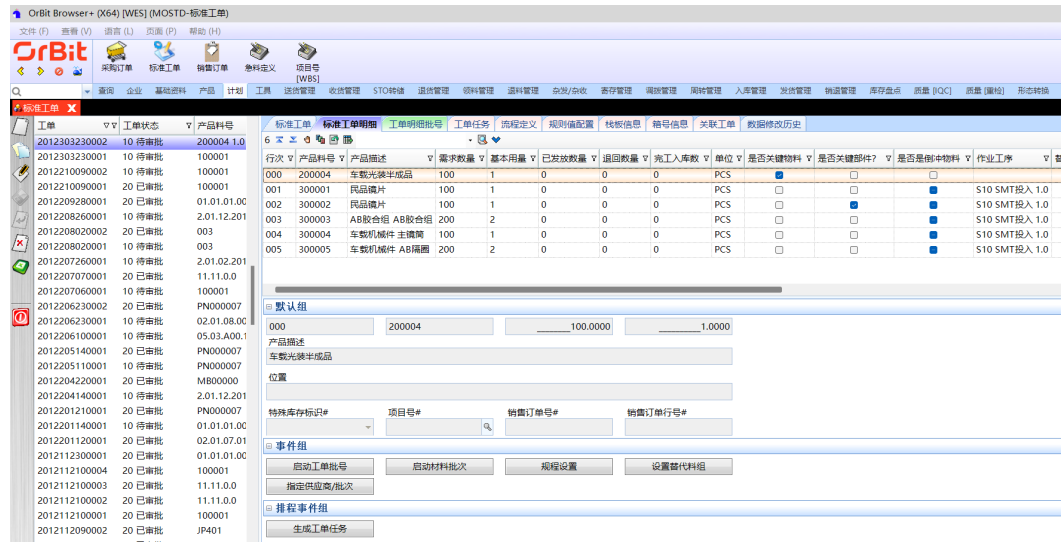 OrBit Browser+ (X64) [WES] (MOSTD-标准工单)
文件 (F) 查看 (V) 语言 (L) 页面 (P) 帮助 (H)
OrBit
采购订单 标准工单 销售订单 急料定义 项目号 [WBS]
查询 企业 基础资料 产品 计划 工具 送货管理 收货管理 STO转储 退货管理 领料管理 退料管理 杂发/杂收 寄存管理 调拨管理 周转管理 入库管理 发货管理 销退管理 库存盘点 质量 [IQC] 质量 [重检] 形态转换
标准工单 X
工单 工单状态 产品料号
2012303230002 10 待审批 200004 1.0
2012303230001 10 待审批 100001
2012210090002 10 待审批 100001
2012210090001 20 已审批 100001
2012209280001 20 已审批 01.01.01.00
2012208260001 10 待审批 2.01.12.201
2012208020002 20 已审批 003
2012208020001 10 待审批 003
2012207260001 10 待审批 2.01.02.201
2012207070001 20 已审批 11.11.0.0
2012207060001 10 待审批 100001
2012206230002 20 已审批 PN000007
2012206230001 10 待审批 02.01.08.00
2012206100001 10 待审批 05.03.A00.1
2012205140001 20 已审批 PN000007
2012205110001 10 待审批 PN000007
2012204220001 20 已审批 MB00000
2012204140001 10 待审批 2.01.12.201
2012201210001 20 已审批 PN000007
2012201140001 10 待审批 01.01.01.00
2012201120001 20 已审批 02.01.07.01
2012112300001 20 已审批 01.01.01.00
2012112100004 20 已审批 100001
2012112100003 20 已审批 11.11.0.0
2012112100002 20 已审批 11.11.0.0
2012112100001 20 已审批 100001
2012112090002 20 已审批 JP401
标准工单 标准工单明细 工单明细批号 工单任务 流程定义 规则值配置 栈板信息 箱号信息 关联工单 数据修改历史
6
行次 产品料号 产品描述 需求数量 基本用量 已发放数量 退回数量 完工入库数 单位 是否关键物料 是否关键部件? 是否是倒冲物料 作业工序
000 200004 车载光装半成品 100 1 0 0 0 PCS
001 300001 民品镜片 100 1 0 0 0 PCS S10 SMT投入 1.0
002 300002 民品镜片 100 1 0 0 0 PCS S10 SMT投入 1.0
003 300003 AB胶合组 AB胶合组 200 2 0 0 0 PCS S10 SMT投入 1.0
004 300004 车载机械件 主镜筒 100 1 0 0 0 PCS S10 SMT投入 1.0
005 300005 车载机械件 AB隔圈 200 2 0 0 0 PCS S10 SMT投入 1.0
默认组
000 200004 _______100.0000 _________1.0000
产品描述
车载光装半成品
位置
特殊库存标识# 项目号# 销售订单号# 销售订单行号#
事件组
启动工单批号 启动材料批次 规程设置 设置替代料组
指定供应商/批次
排程事件组
生成工单任务